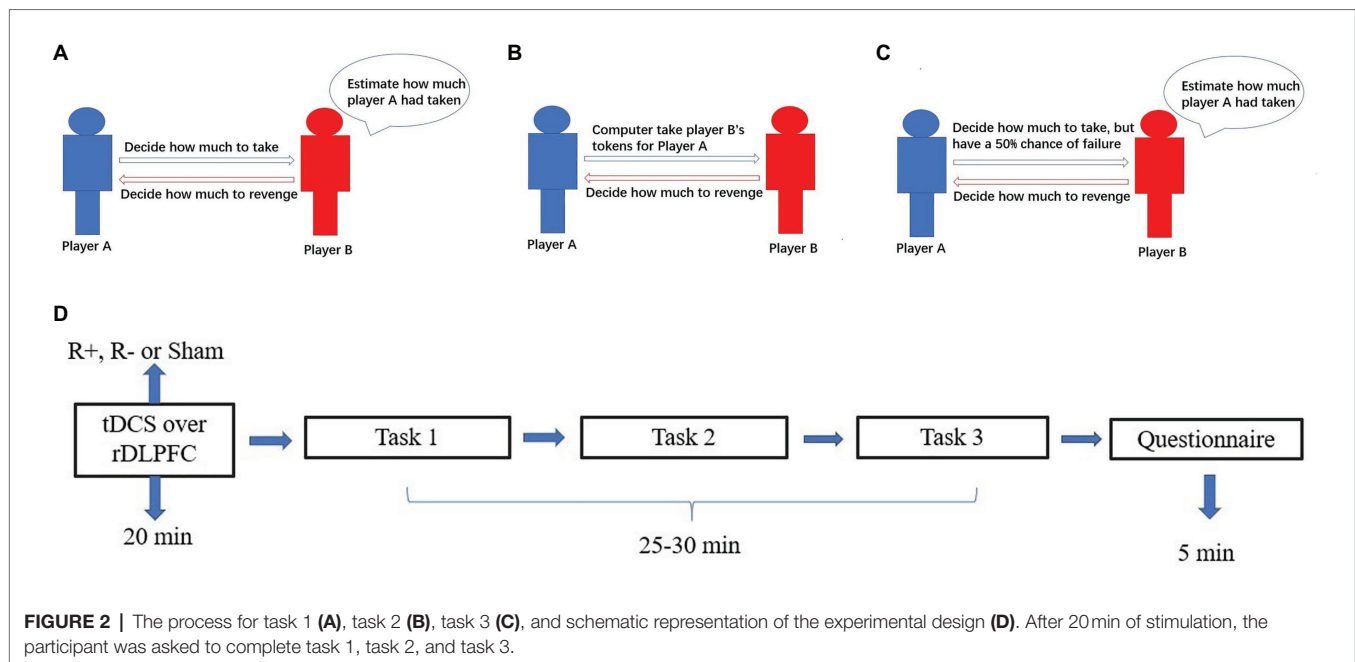 A
Estimate how much
player A had taken
Decide how much to take
Decide how much to revenge
Player A
Player B
B
Computer take player B's
tokens for Player A
Decide how much to revenge
Player A
Player B
C
Estimate how much
player A had taken
Decide how much to take, but
have a 50% chance of failure
Decide how much to revenge
Player A
Player B
D
R+, R- or Sham
tDCS over
rDLPFC
Task 1
Task 2
Task 3
Questionnaire
20 min
25-30 min
5 min
FIGURE 2 | The process for task 1 (A), task 2 (B), task 3 (C), and schematic representation of the experimental design (D). After 20 min of stimulation, the
participant was asked to complete task 1, task 2, and task 3.